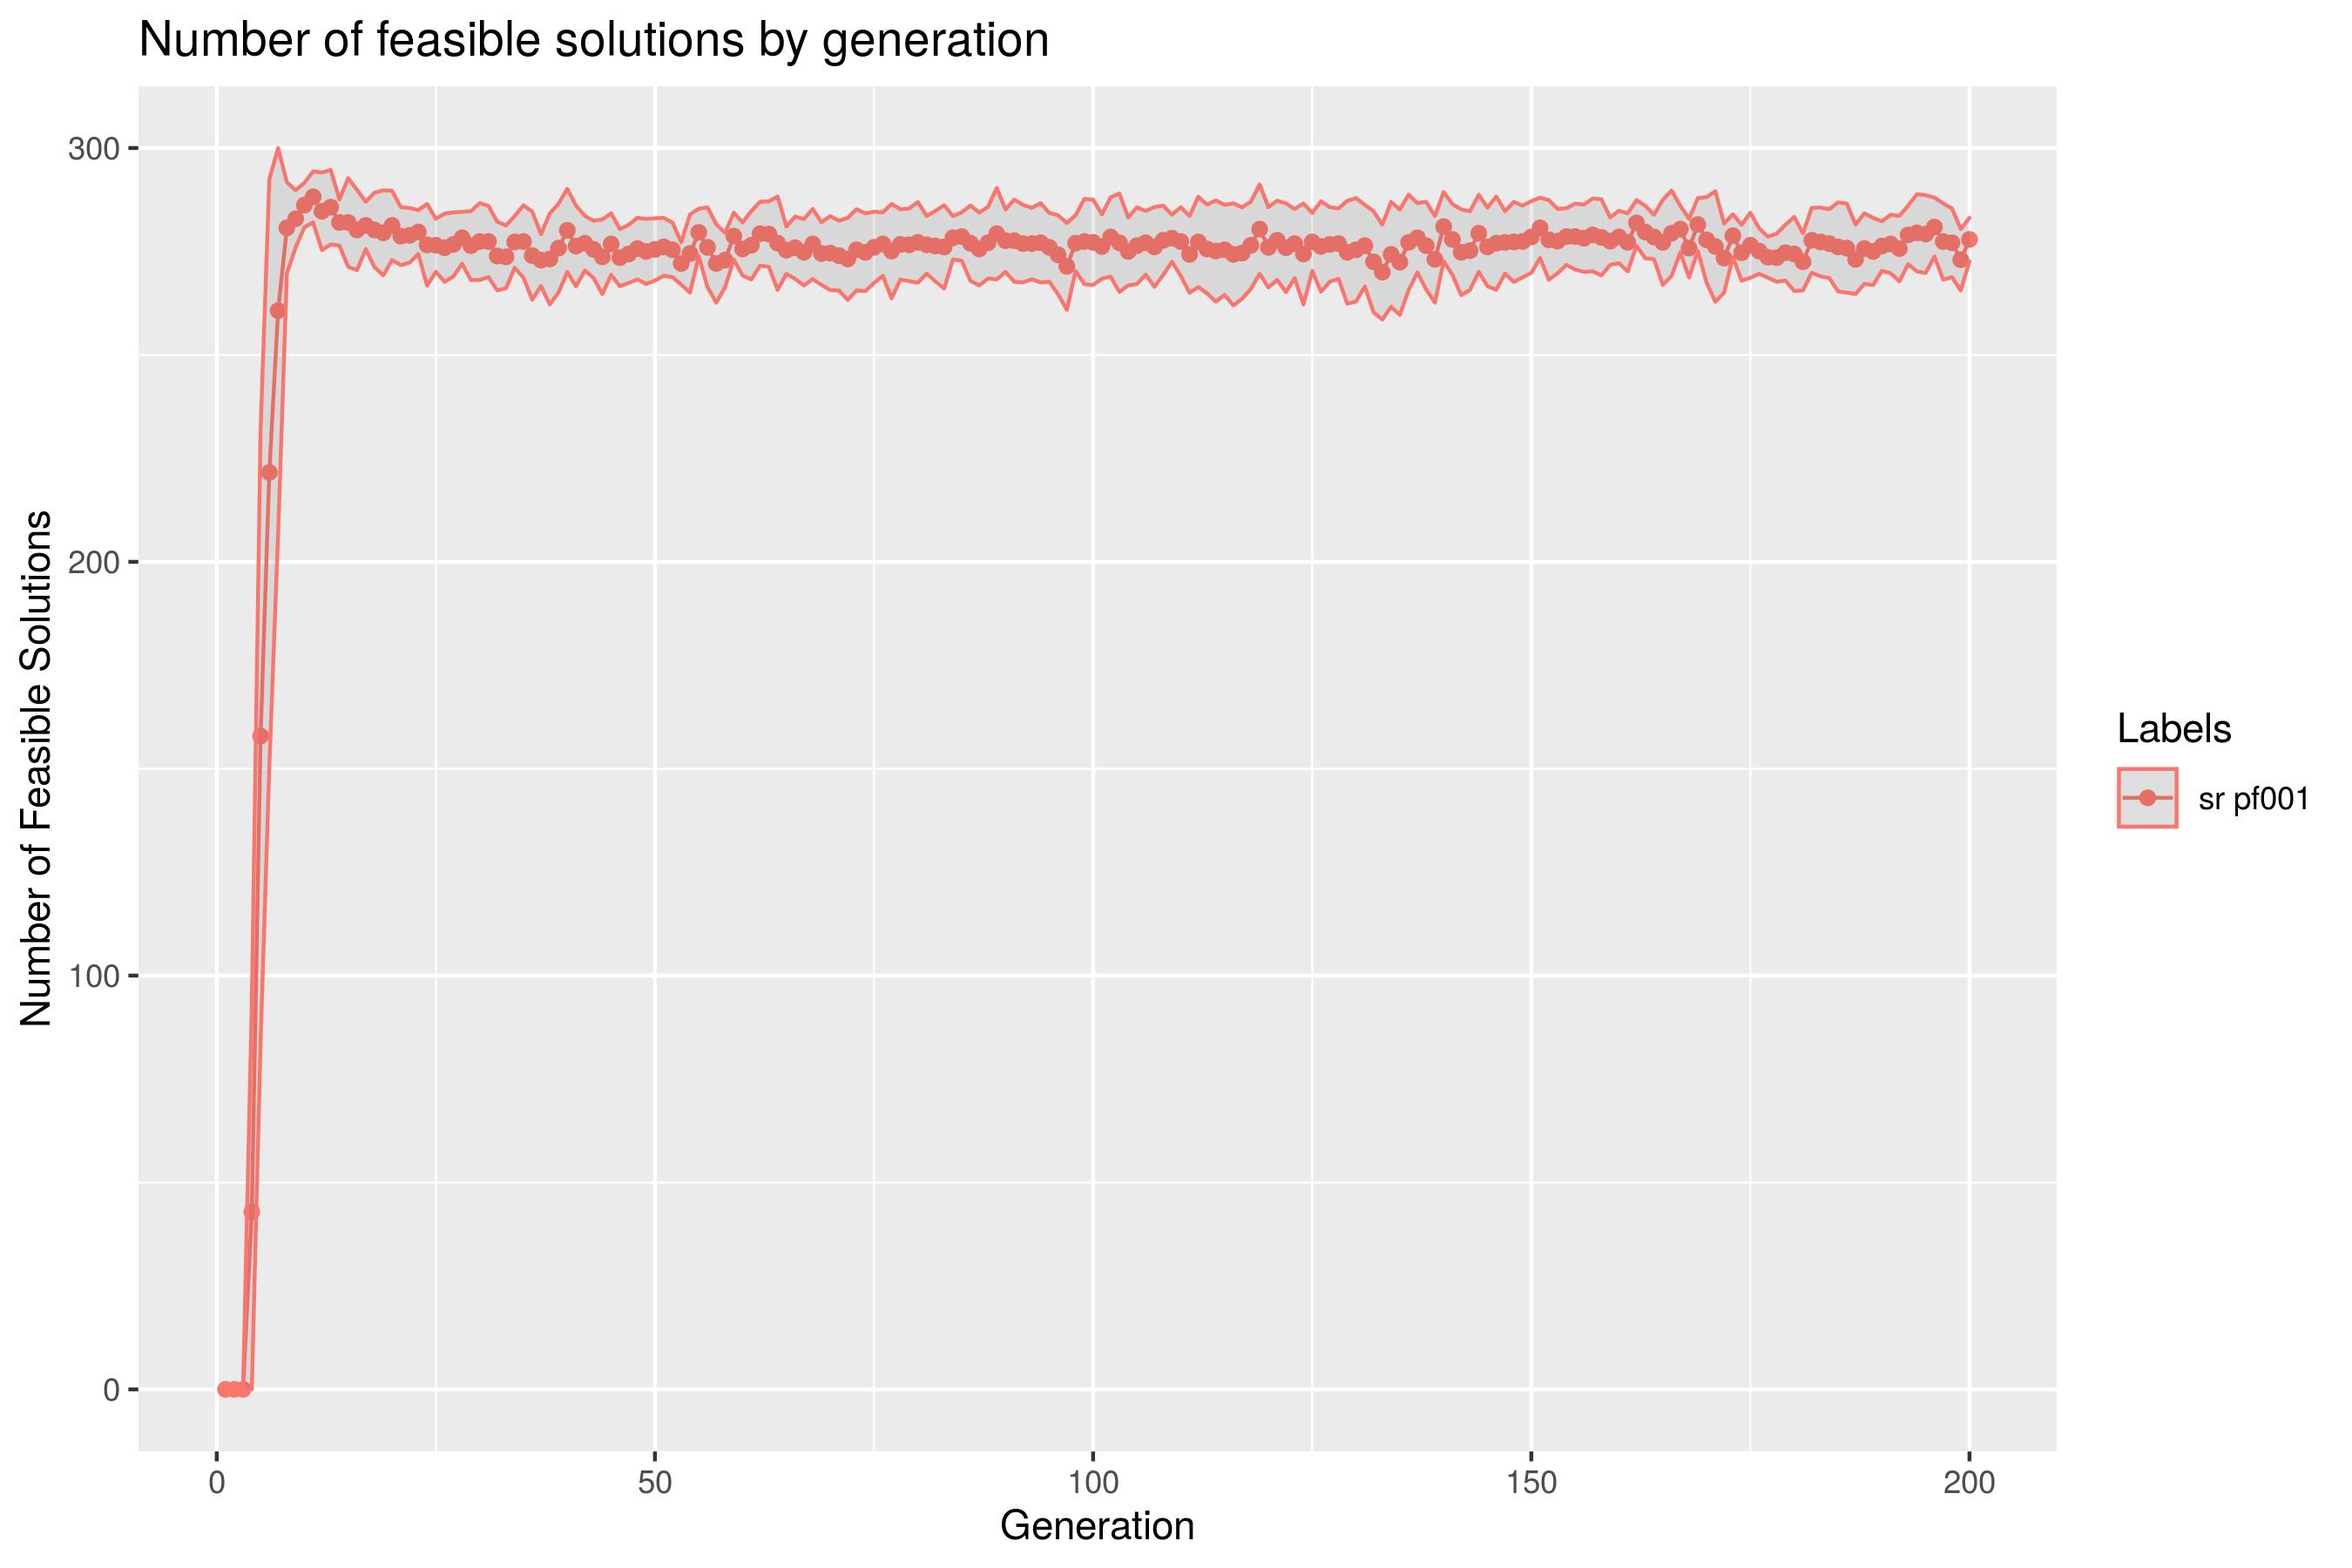 Number of feasible solutions by generation
Number of Feasible Solutions
300
200
100
0
0 50 100 150 200
Generation
Labels
sr pf001